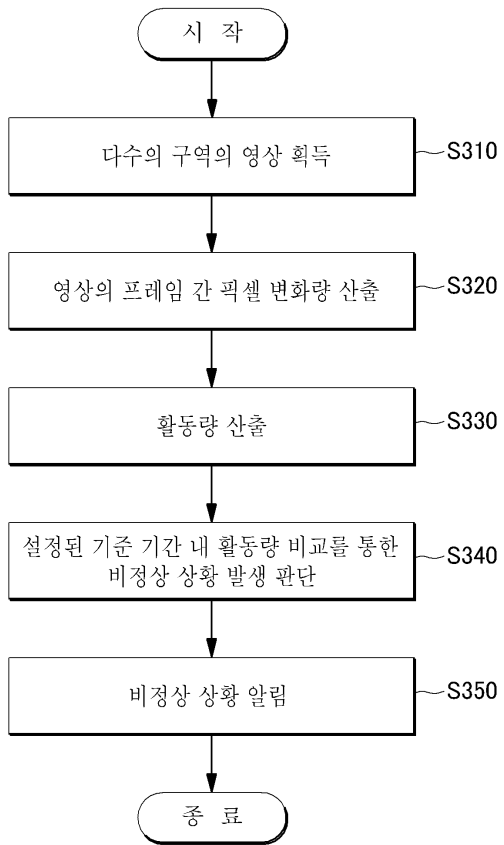 시 작
다수의 구역의 영상 획득
S310
영상의 프레임 간 픽셀 변화량 산출
S320
활동량 산출
S330
설정된 기준 기간 내 활동량 비교를 통한
비정상 상황 발생 판단
S340
비정상 상황 알림
S350
종 료